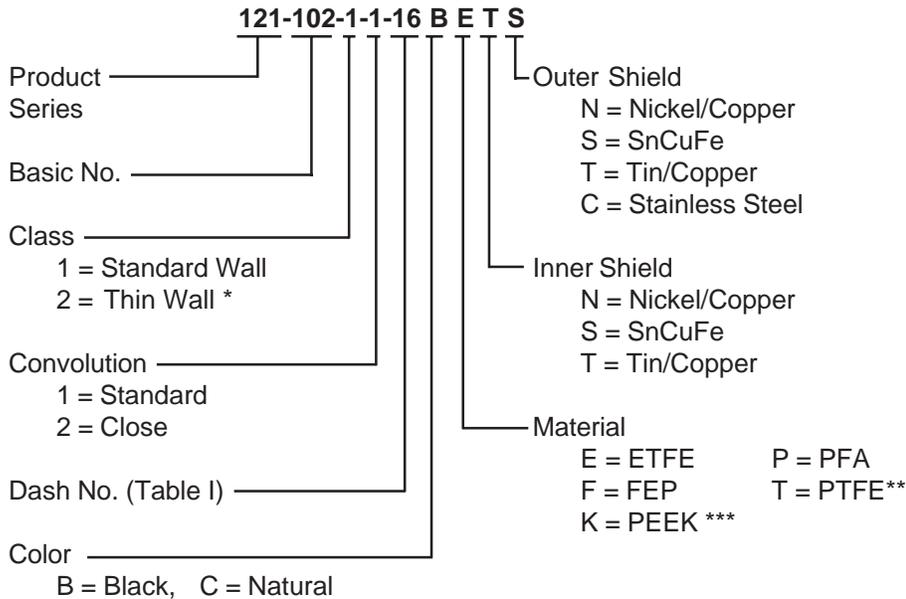 121-102-1-1-16 B E T S
Product
Series
Basic No.
Class
1 = Standard Wall
2 = Thin Wall *
Convolution
1 = Standard
2 = Close
Dash No. (Table I)
Color
B = Black, C = Natural
Outer Shield
N = Nickel/Copper
S = SnCuFe
T = Tin/Copper
C = Stainless Steel
Inner Shield
N = Nickel/Copper
S = SnCuFe
T = Tin/Copper
Material
E = ETFE P = PFA
F = FEP T = PTFE**
K = PEEK ***